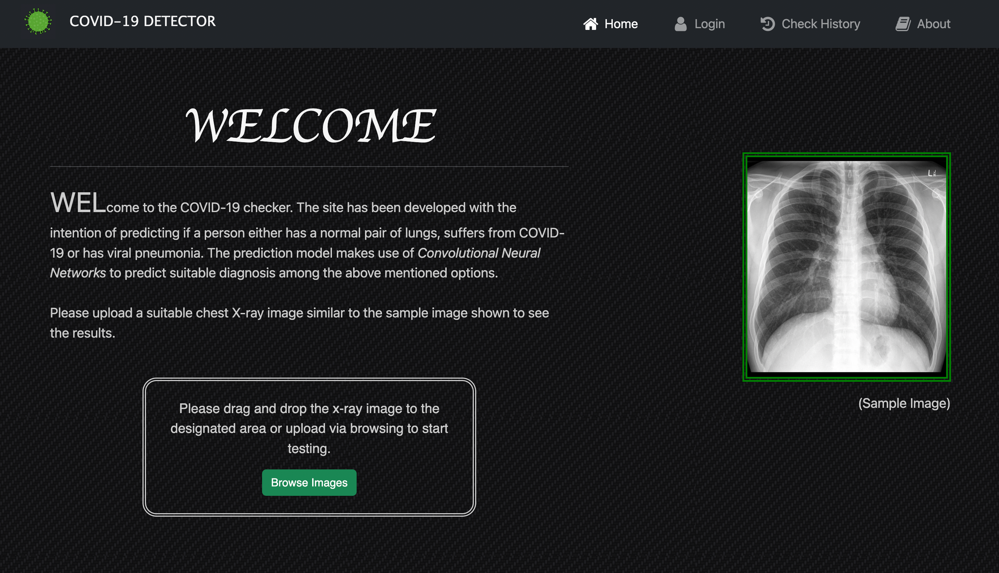 COVID-19 DETECTOR
Home
Login
Check History
About
WELCOME
WELcome to the COVID-19 checker. The site has been developed with the
intention of predicting if a person either has a normal pair of lungs, suffers from COVID-
19 or has viral pneumonia. The prediction model makes use of Convolutional Neural
Networks to predict suitable diagnosis among the above mentioned options.
Please upload a suitable chest X-ray image similar to the sample image shown to see
the results.
L JN
(Sample Image)
Please drag and drop the x-ray image to the
designated area or upload via browsing to start
testing.
Browse Images